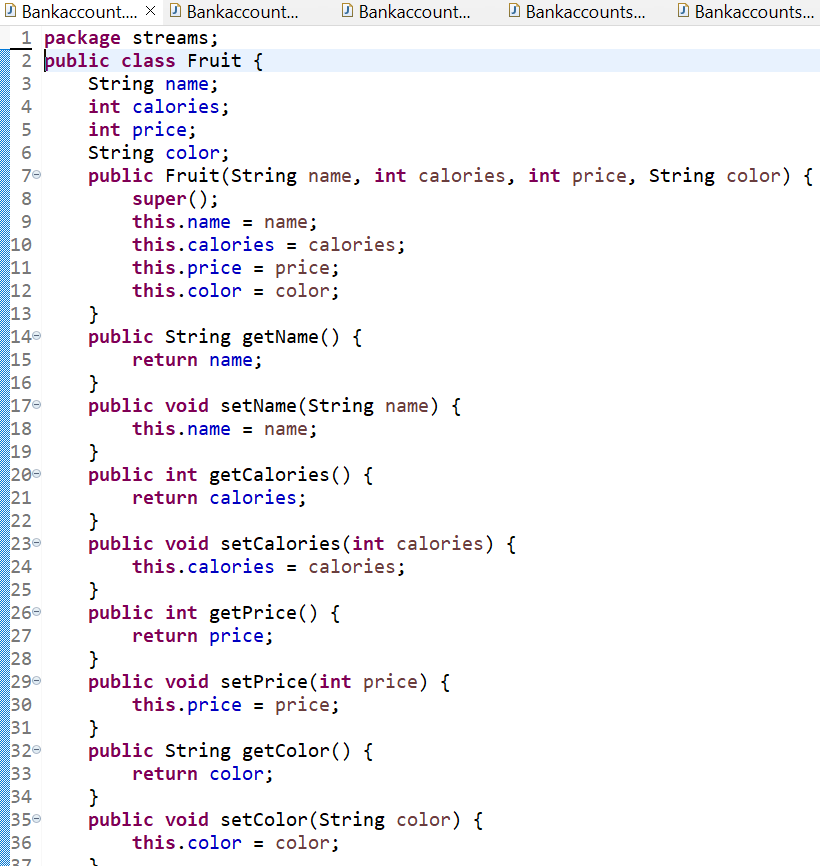 Bankaccount.... Bankaccount... Bankaccount... Bankaccounts... Bankaccounts...
1 package streams;
2 public class Fruit {
3 String name;
4 int calories;
5 int price;
6 String color;
7 public Fruit(String name, int calories, int price, String color) {
8 super();
9 this.name = name;
10 this.calories = calories;
11 this.price = price;
12 this.color = color;
13 }
14 public String getName() {
15 return name;
16 }
17 public void setName(String name) {
18 this.name = name;
19 }
20 public int getCalories() {
21 return calories;
22 }
23 public void setCalories(int calories) {
24 this.calories = calories;
25 }
26 public int getPrice() {
27 return price;
28 }
29 public void setPrice(int price) {
30 this.price = price;
31 }
32 public String getColor() {
33 return color;
34 }
35 public void setColor(String color) {
36 this.color = color;
37 }